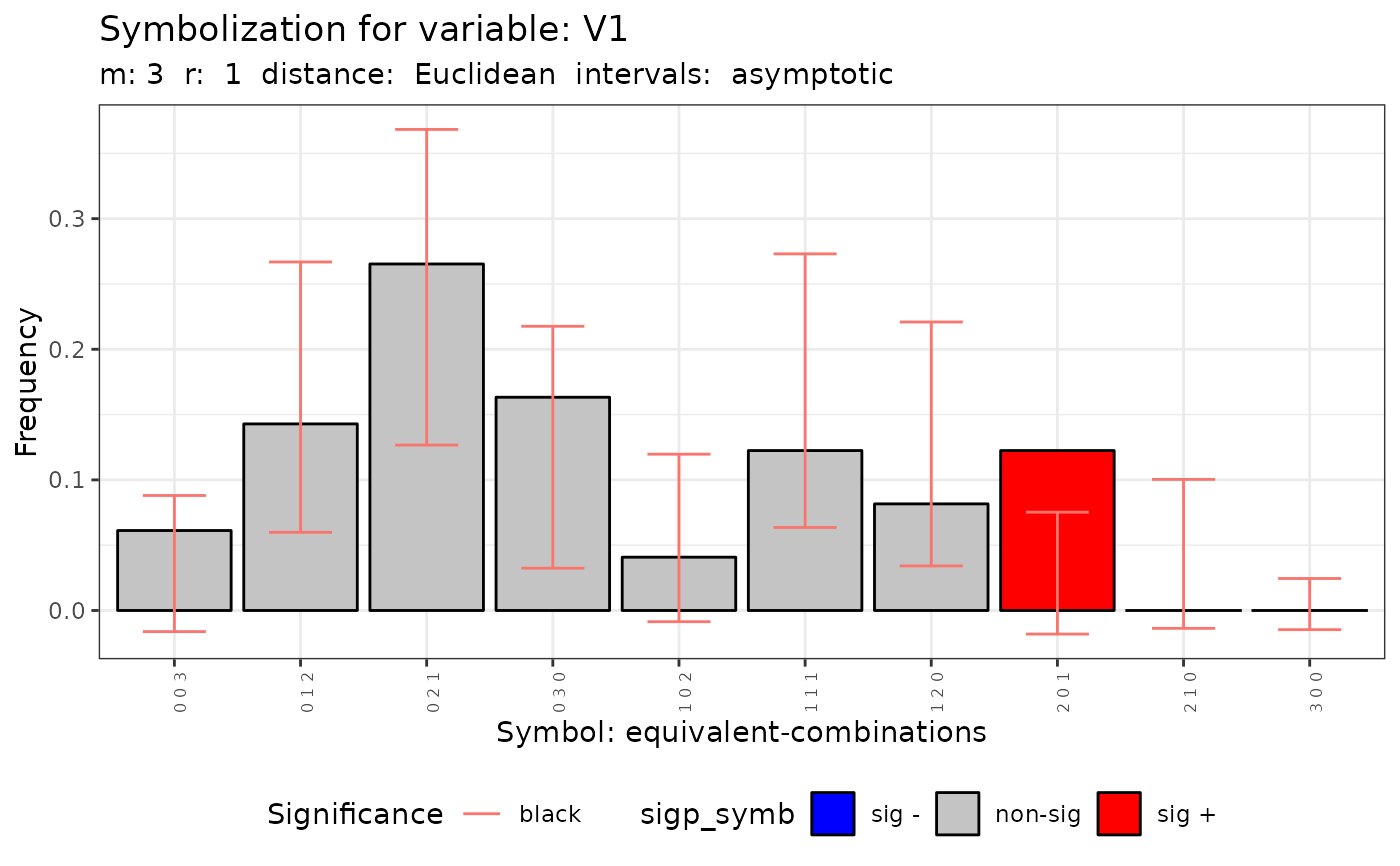 Symbolization for variable: V1
m: 3 r: 1 distance: Euclidean intervals: asymptotic
Frequency
0.3
0.2
0.1
0.0
0 0 3
0 1 2
0 2 1
0 3 0
1 0 2
1 1 1
1 2 0
2 0 1
2 1 0
3 0 0
Symbol: equivalent-combinations
Significance black sigp_symb sig - non-sig sig +